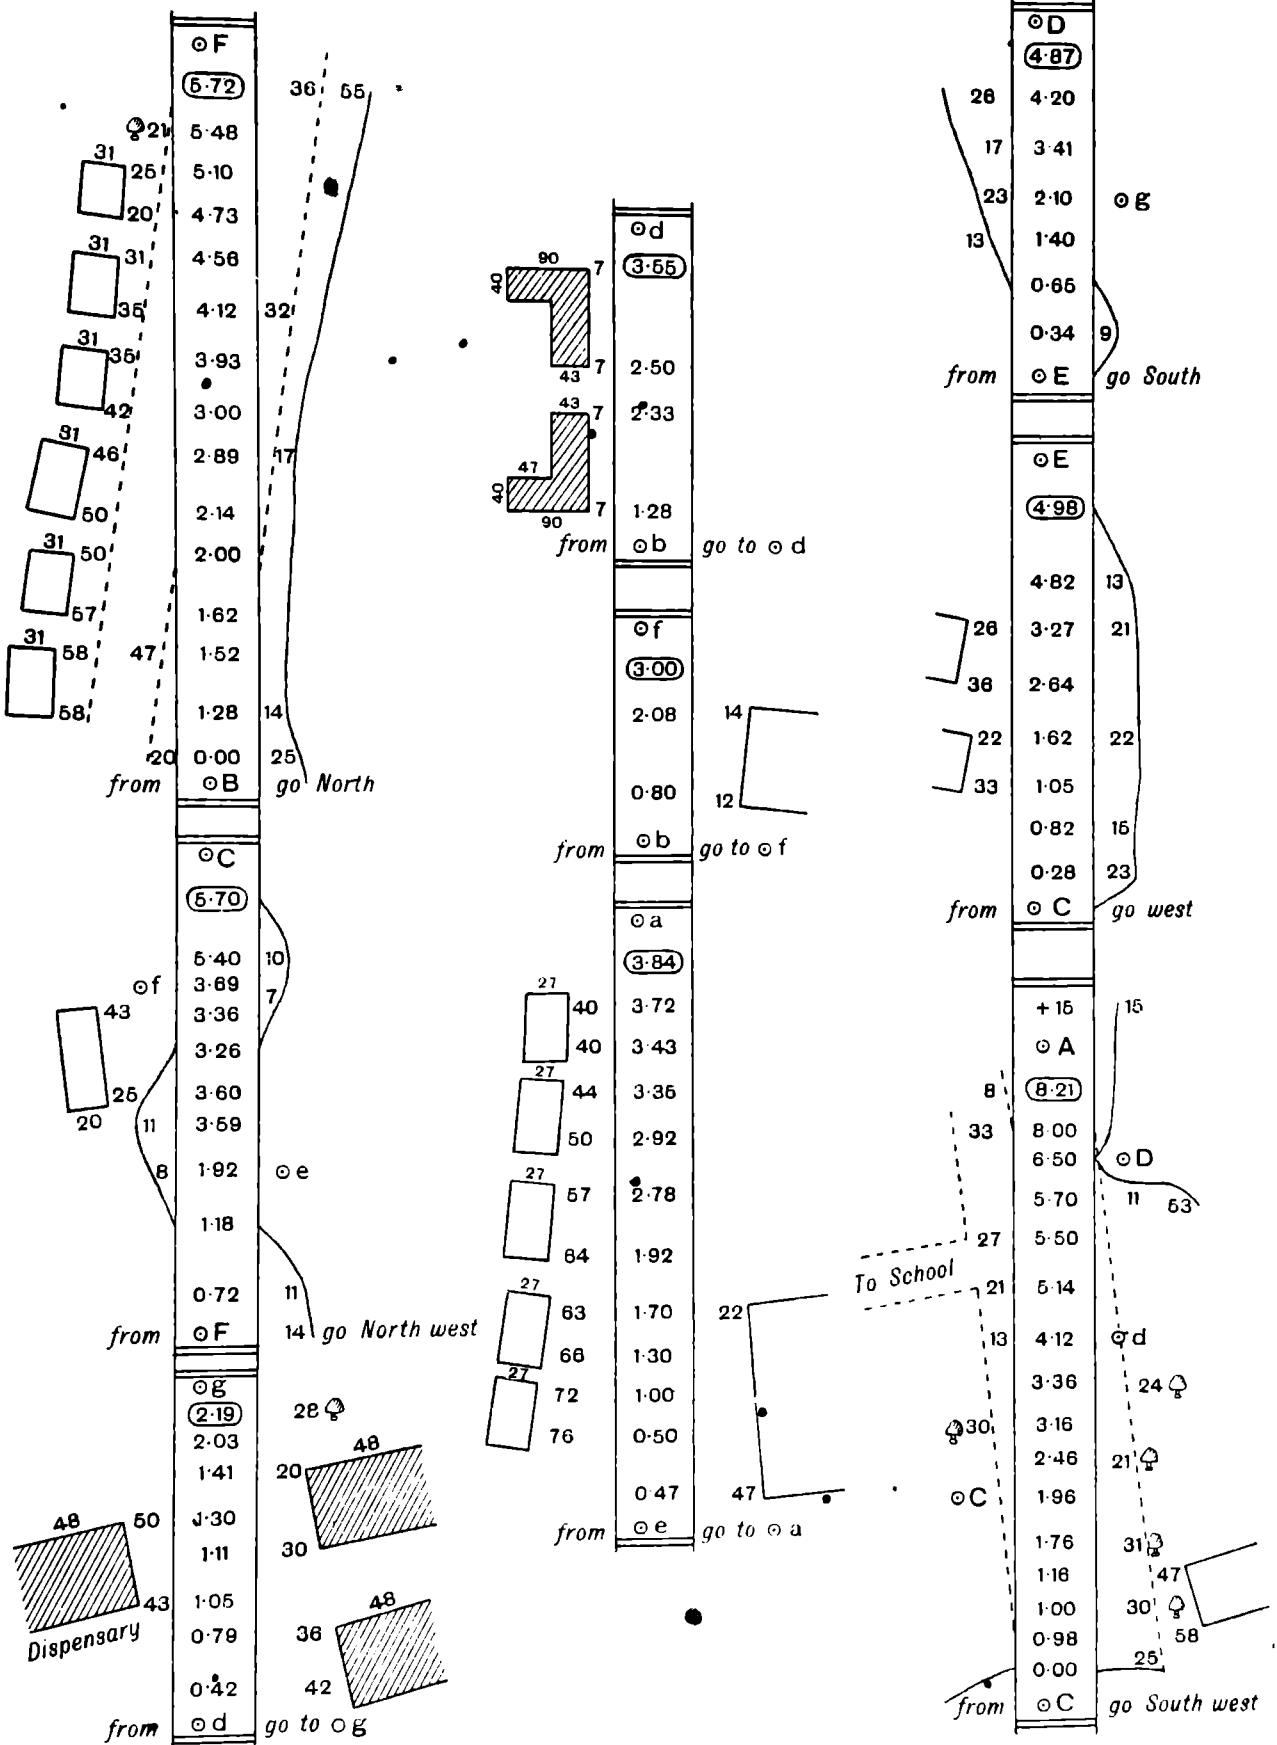 ⊙ F
5·72 36 55
21 5·48
31
25 5·10
20 4·73
31
31 4·56
35 4·12 32
31
35 3·93
42 3·00
31
46 2·89 17
50 2·14
31
50 2·00
57 1·62
31
58 47 1·52
58 1·28 14
20 0·00 25
from ⊙ B go North
⊙ C
5·70
5·40 10
⊙ f 3·69 7
43 3·36
3·26
25 3·60
20 11 3·59
8 1·92 ⊙ e
1·18
0·72 11
from ⊙ F 14 go North west
⊙ g
2·19 28
2·03
48
1·41 20
48 50 1·30
1·11 30
43 1·05
48
Dispensary 0·79 36
0·42 42
from ⊙ d go to ⊙ g
⊙ d
90 7 3·55
40
43 7 2·50
43 7 2·33
47
40
90 7 1·28
from ⊙ b go to ⊙ d
⊙ f
3·00
2·08 14
0·80 12
from ⊙ b go to ⊙ f
⊙ a
3·84
27
40 3·72
40 3·43
27
44 3·35
50 2·92
27
57 2·78
64 1·92
27
63 1·70 22
66 1·30
27
72 1·00
76 0·50
0·47 47
from ⊙ e go to ⊙ a
⊙ D
4·87
26 4·20
17 3·41
23 2·10 ⊙ g
13 1·40
0·65
0·34 9
from ⊙ E go South
⊙ E
4·98
4·82 13
26 3·27 21
36 2·64
22 1·62 22
33 1·05
0·82 15
0·28 23
from ⊙ C go west
+ 15 15
⊙ A
8 8·21
33 8·00
6·50 ⊙ D
5·70 11 53
27 5·50
To School
21 5·14
13 4·12 ⊙ d
3·36 24
30 3·16
2·46 21
⊙ C 1·96
1·76 31
1·16 47
1·00 30
0·98 58
0·00 25
from ⊙ C go South west